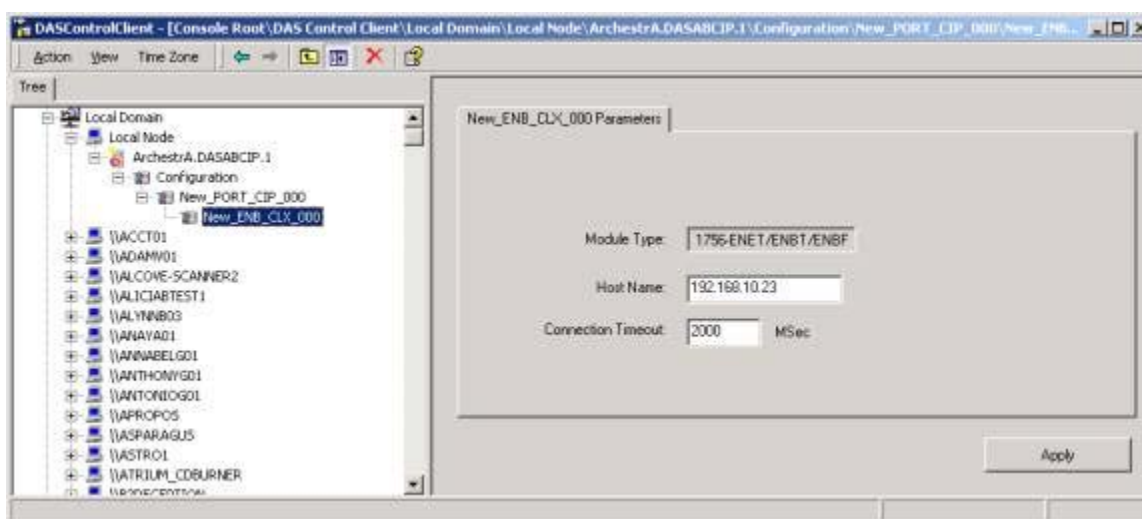 DASControlClient - [Console Root\DAS Control Client\Local Domain\Local Node\ArchestrA.DASABCIP.1\Configuration\New_PORT_CIP_000\New_ENB...
Action View Time Zone
Tree
Local Domain
Local Node
ArchestrA.DASABCIP.1
Configuration
New_PORT_CIP_000
New_ENB_CLX_000
\\ACCT01
\\ADAMV01
\\ALCOVE-SCANNER2
\\ALICIABTEST1
\\ALYNNB03
\\ANAYA01
\\ANNABELG01
\\ANTHONYG01
\\ANTONIOG01
\\APROPOS
\\ASPARAGUS
\\ASTRO1
\\ATRIUM_CDBURNER
New_ENB_CLX_000 Parameters
Module Type: 1756-ENET/ENBT/ENBF
Host Name: 192.168.10.23
Connection Timeout: 2000 MSec
Apply